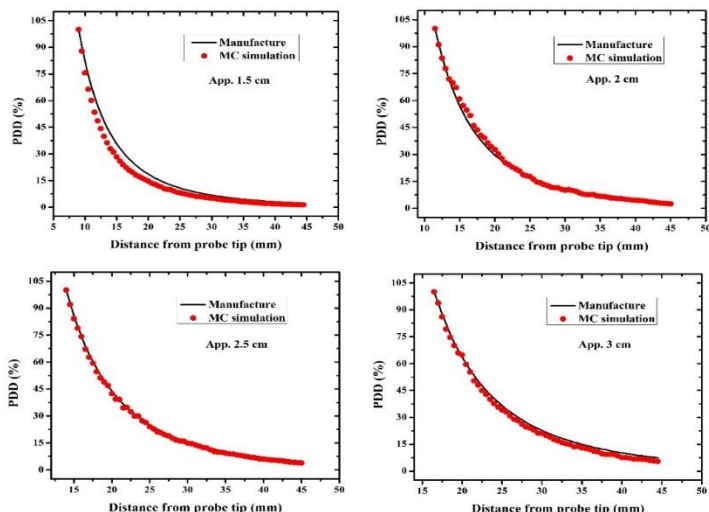 105
90
75
60
45
30
15
0
PDD (%)
Manufacture
MC simulation
App. 1.5 cm
5 10 15 20 25 30 35 40 45 50
Distance from probe tip (mm)
105
90
75
60
45
30
15
0
PDD (%)
Manufacture
MC simulation
App. 2 cm
10 15 20 25 30 35 40 45 50
Distance from probe tip (mm)
105
90
75
60
45
30
15
0
PDD (%)
Manufacture
MC simulation
App. 2.5 cm
10 15 20 25 30 35 40 45 50
Distance from probe tip (mm)
105
90
75
60
45
30
15
0
PDD (%)
Manufacture
MC simulation
App. 3 cm
15 20 25 30 35 40 45 50
Distance from probe tip (mm)